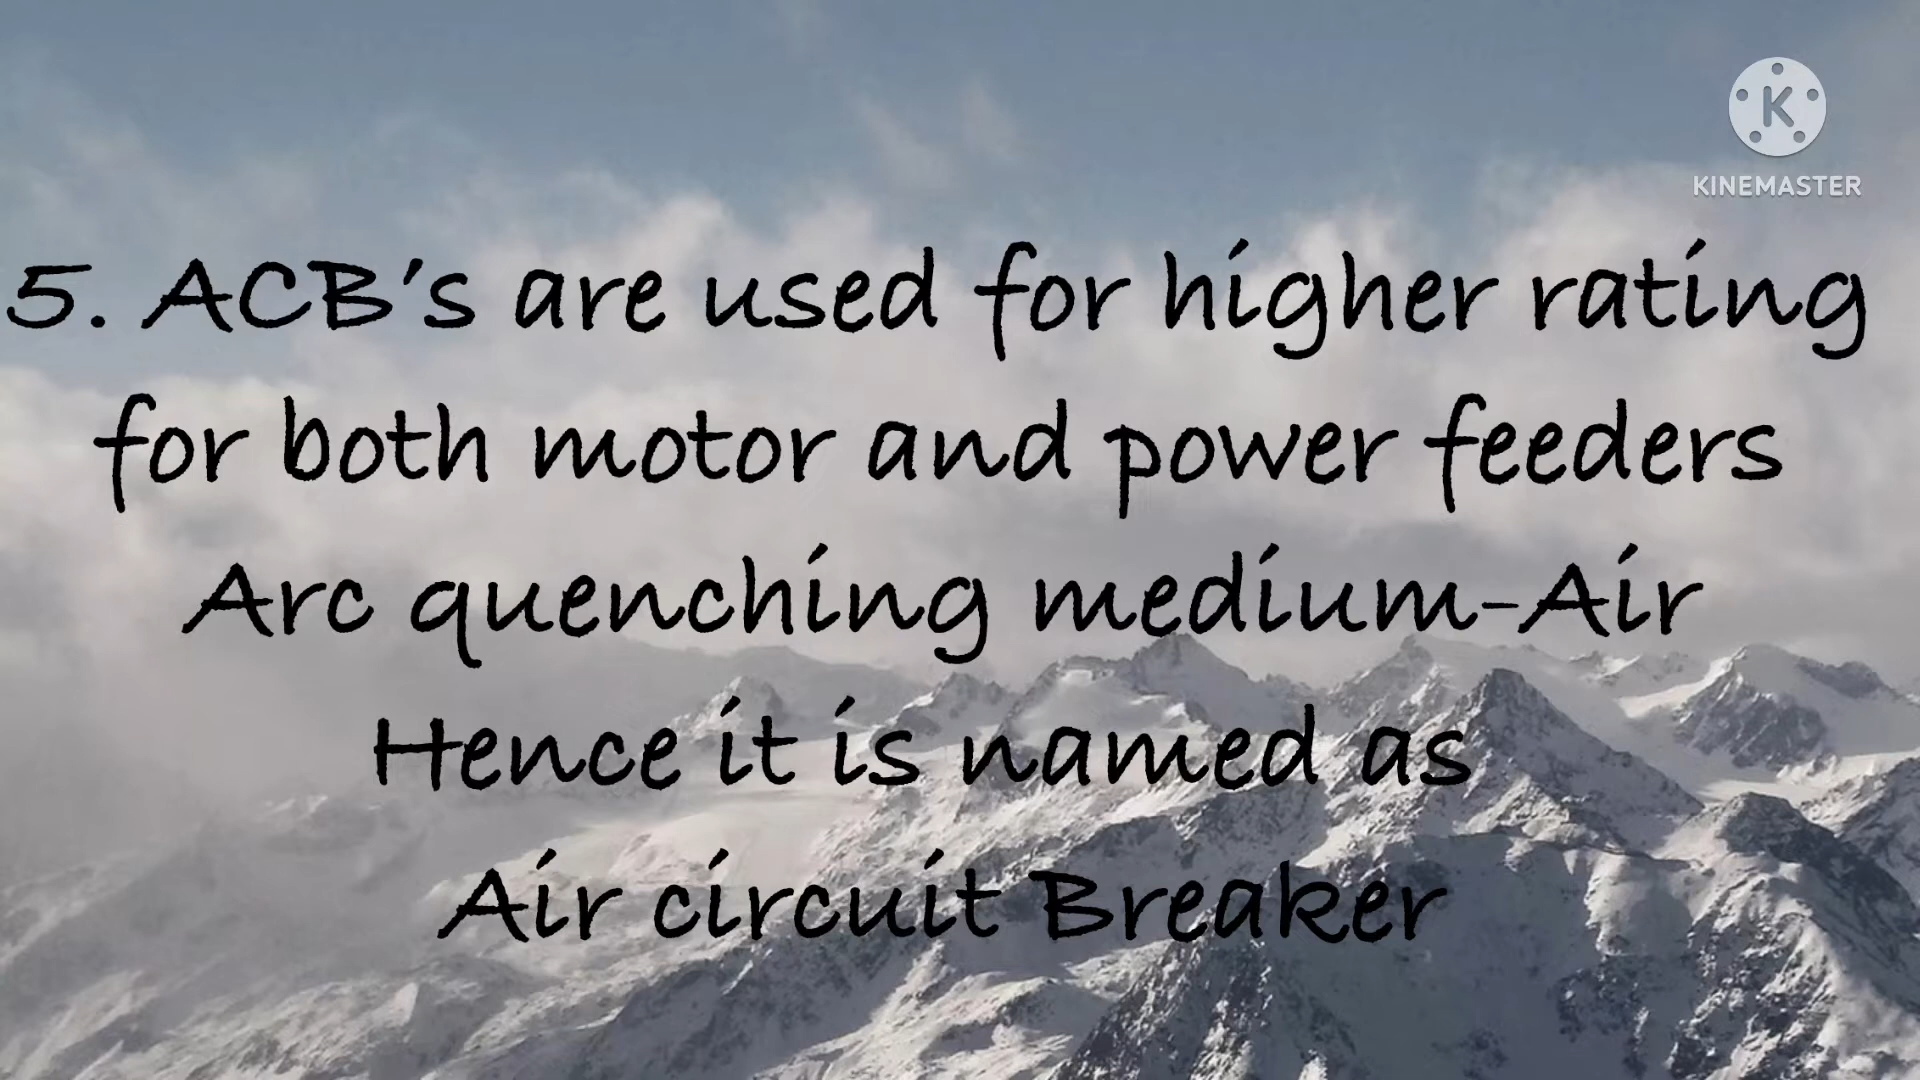 K
KINEMASTER
5. ACB's are used for higher rating
for both motor and power feeders
Arc quenching medium-Air
Hence it is named as
Air circuit Breaker